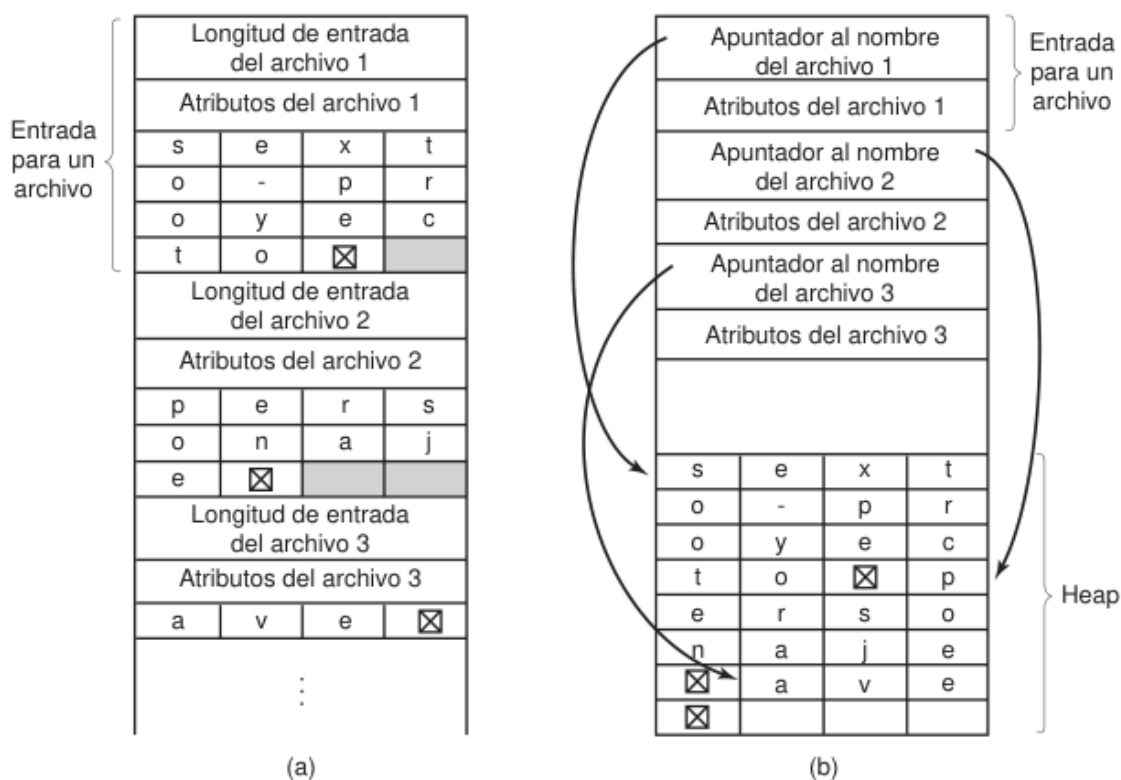 Longitud de entrada
del archivo 1
Atributos del archivo 1
Entrada
para un
archivo
s e x t
o - p r
o y e c
t o ☒
Longitud de entrada
del archivo 2
Atributos del archivo 2
p e r s
o n a j
e ☒
Longitud de entrada
del archivo 3
Atributos del archivo 3
a v e ☒
⋮
(a)
Apuntador al nombre
del archivo 1
Atributos del archivo 1
Entrada
para un
archivo
Apuntador al nombre
del archivo 2
Atributos del archivo 2
Apuntador al nombre
del archivo 3
Atributos del archivo 3
s e x t
o - p r
o y e c
t o ☒ p
e r s o
n a j e
☒ a v e
☒
Heap
(b)